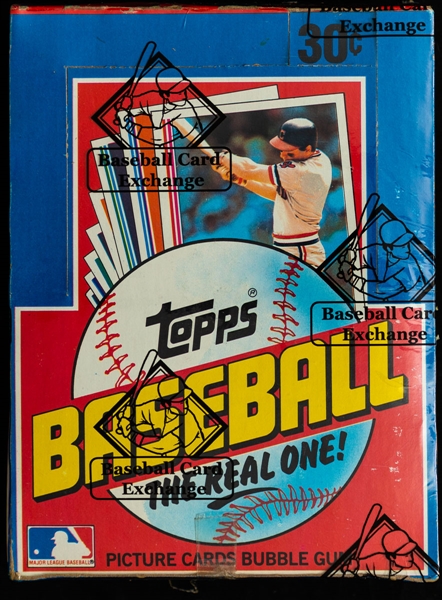 Baseball Card
Exchange
30¢
Baseball Card
Exchange
Baseball Card
Exchange
TOPPS®
BASEBALL
THE REAL ONE!
Baseball Card
Exchange
MAJOR LEAGUE BASEBALL
PICTURE CARDS BUBBLE GUM